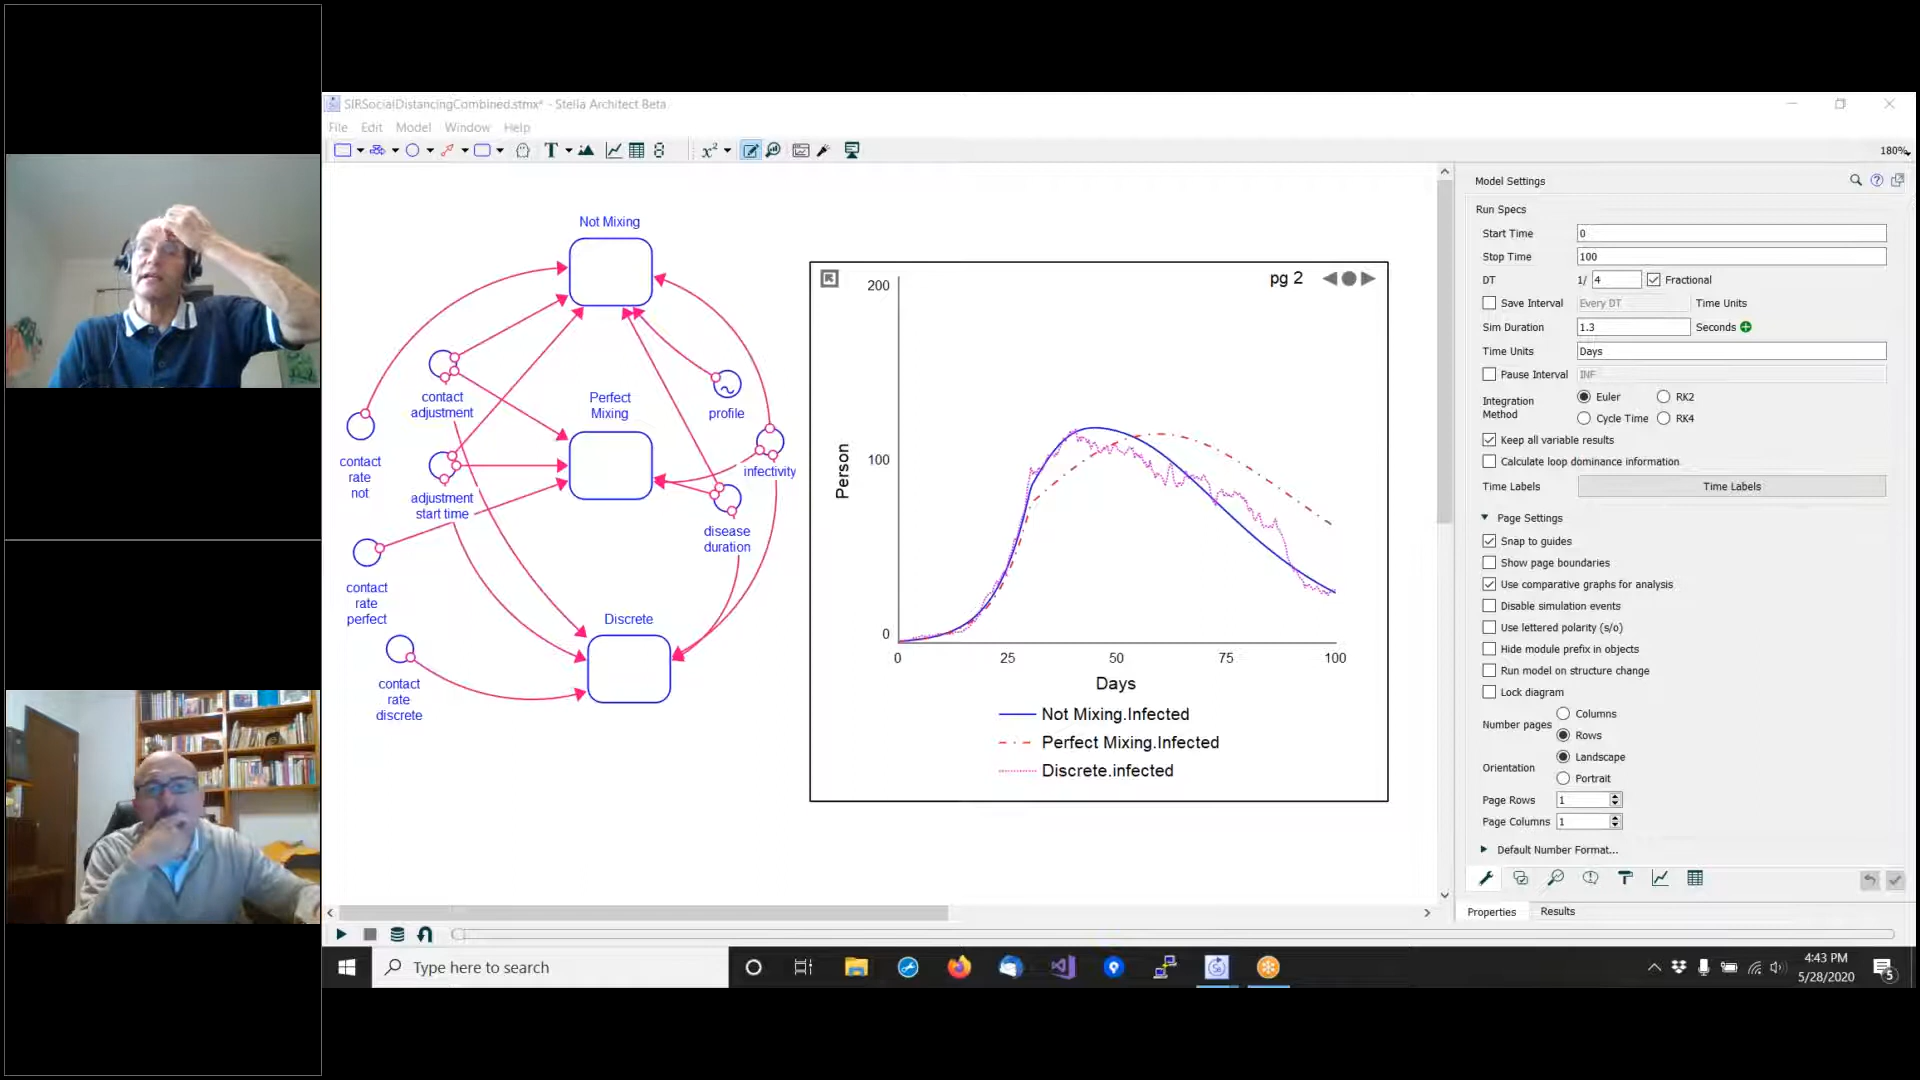 SIRSocialDistancingCombined.stmx* - Stella Architect Beta
File Edit Model Window Help
T
x²
180%
Not Mixing
contact
adjustment
Perfect
Mixing
profile
contact
rate
not
infectivity
adjustment
start time
disease
duration
contact
rate
perfect
Discrete
contact
rate
discrete
pg 2
200
100
0
Person
0 25 50 75 100
Days
Not Mixing.Infected
Perfect Mixing.Infected
Discrete.infected
Model Settings
?
Run Specs
Start Time 0
Stop Time 100
DT 1/ 4 Fractional
Save Interval Every DT Time Units
Sim Duration 1.3 Seconds
Time Units Days
Pause Interval INF
Integration
Method
Euler RK2
Cycle Time RK4
Keep all variable results
Calculate loop dominance information
Time Labels Time Labels
Page Settings
Snap to guides
Show page boundaries
Use comparative graphs for analysis
Disable simulation events
Use lettered polarity (s/o)
Hide module prefix in objects
Run model on structure change
Lock diagram
Number pages Columns
Rows
Orientation Landscape
Portrait
Page Rows 1
Page Columns 1
Default Number Format...
Properties Results
Type here to search
4:43 PM
5/28/2020
5